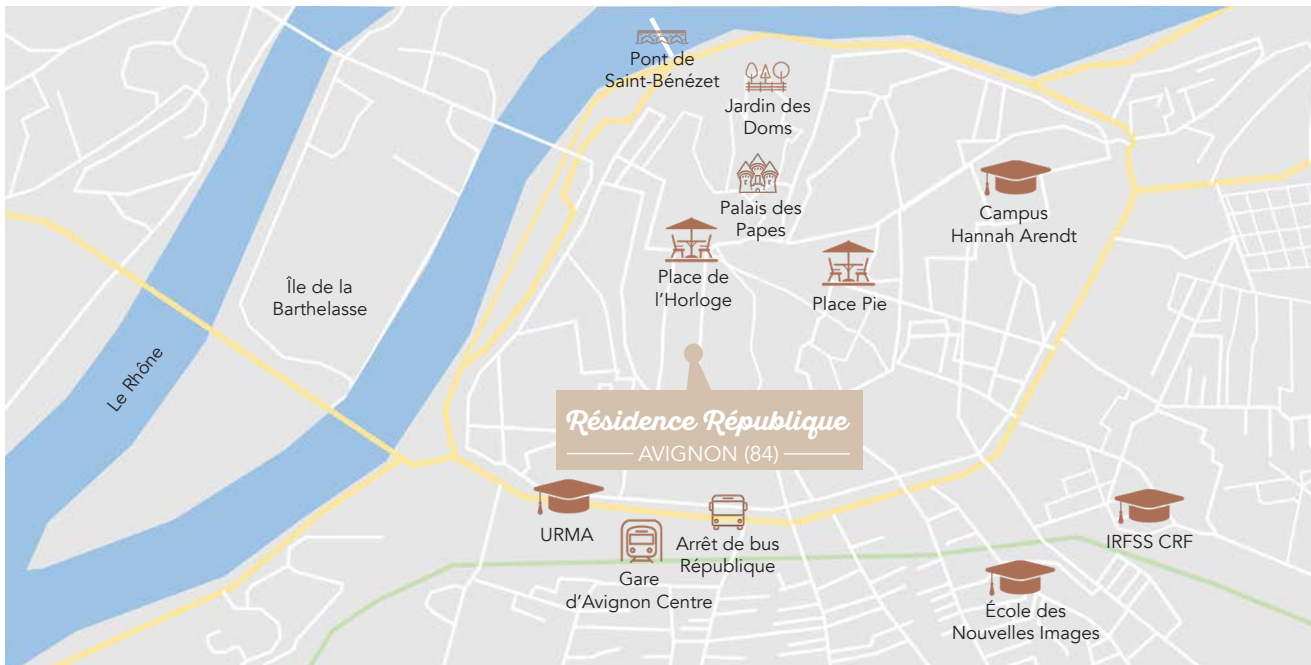 Pont de
Saint-Bénézet
Jardin des
Doms
Palais des
Papes
Campus
Hannah Arendt
Place de
l'Horloge
Place Pie
Île de la
Barthelasse
Le Rhône
Résidence République
AVIGNON (84)
URMA
Gare
d'Avignon Centre
Arrêt de bus
République
IRFSS CRF
École des
Nouvelles Images